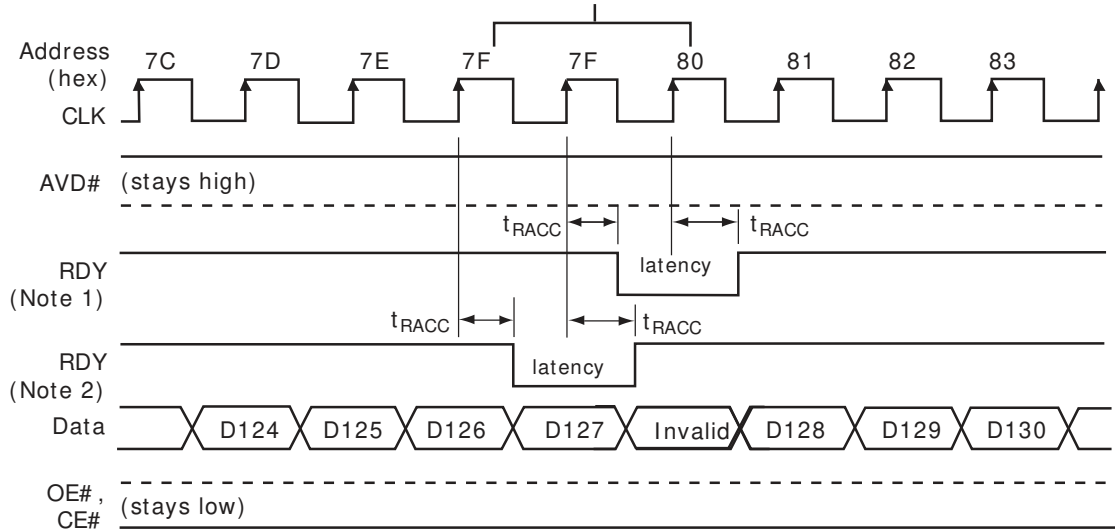 Address
(hex)
7C 7D 7E 7F 7F 80 81 82 83
CLK
AVD# (stays high)
tRACC tRACC
RDY
(Note 1)
latency
tRACC tRACC
RDY
(Note 2)
latency
Data D124 D125 D126 D127 Invalid D128 D129 D130
OE# ,
CE#
(stays low)